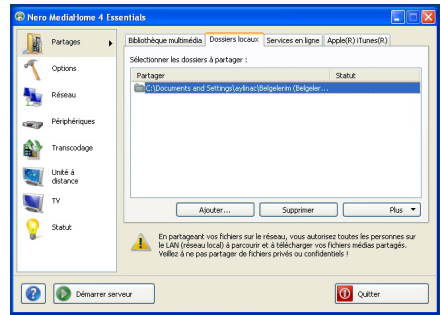 Nero MediaHome 4 Essentials
Partages
Options
Réseau
Périphériques
Transcodage
Unité à
distance
TV
Statut
Bibliothèque multimédia Dossiers locaux Services en ligne Apple(R) iTunes(R)
Sélectionner les dossiers à partager :
Partager Statut
C:\Documents and Settings\aylinac\Belgelerim (Belgeler...
Ajouter... Supprimer Plus
En partageant vos fichiers sur le réseau, vous autorisez toutes les personnes sur
le LAN (réseau local) à parcourir et à télécharger vos fichiers médias partagés.
Veillez à ne pas partager de fichiers privés ou confidentiels !
Démarrer serveur Quitter